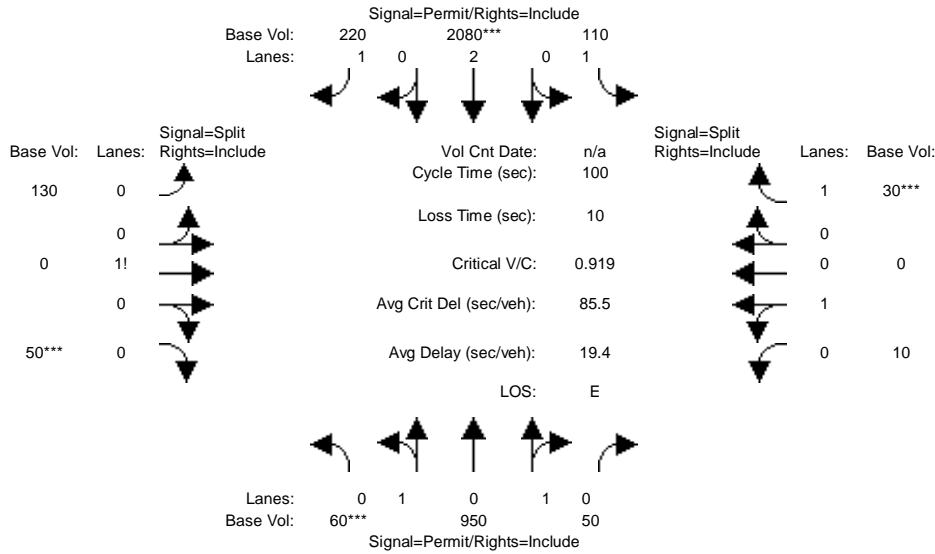 Signal=Permit/Rights=Include
Base Vol: 220 2080*** 110
Lanes: 1 0 2 0 1
Signal=Split
Rights=Include
Base Vol: Lanes:
Vol Cnt Date: n/a
Cycle Time (sec): 100
Signal=Split
Rights=Include
Lanes: Base Vol:
130 0
1 30***
Loss Time (sec): 10
0
0
0 1!
Critical V/C: 0.919
0 0
0
Avg Crit Del (sec/veh): 85.5
1
50*** 0
Avg Delay (sec/veh): 19.4
0 10
LOS: E
Lanes: 0 1 0 1 0
Base Vol: 60*** 950 50
Signal=Permit/Rights=Include